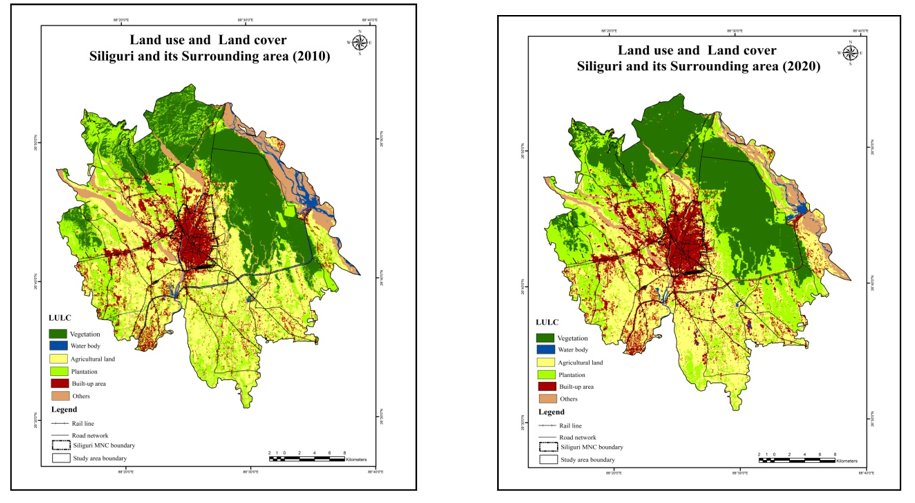 Land use and Land cover
Siliguri and its Surrounding area (2010)
N
W E
S
LULC
Vegetation
Water body
Agricultural land
Plantation
Built-up area
Others
Legend
Rail line
Road network
Siliguri MNC boundary
Study area boundary
Kilometers
Land use and Land cover
Siliguri and its Surrounding area (2020)
N
W E
S
LULC
Vegetation
Water body
Agricultural land
Plantation
Built-up area
Others
Legend
Rail line
Road network
Siliguri MNC boundary
Study area boundary
Kilometers